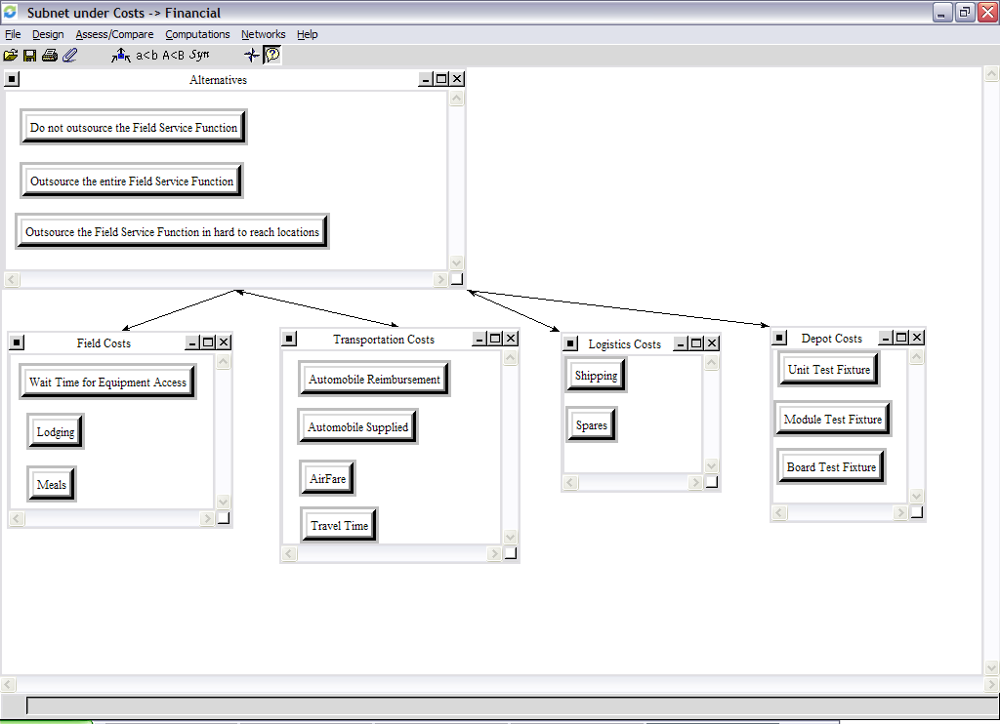 Subnet under Costs -> Financial
File Design Assess/Compare Computations Networks Help
a<b A<B Syn
Alternatives
Do not outsource the Field Service Function
Outsource the entire Field Service Function
Outsource the Field Service Function in hard to reach locations
Field Costs
Wait Time for Equipment Access
Lodging
Meals
Transportation Costs
Automobile Reimbursement
Automobile Supplied
AirFare
Travel Time
Logistics Costs
Shipping
Spares
Depot Costs
Unit Test Fixture
Module Test Fixture
Board Test Fixture